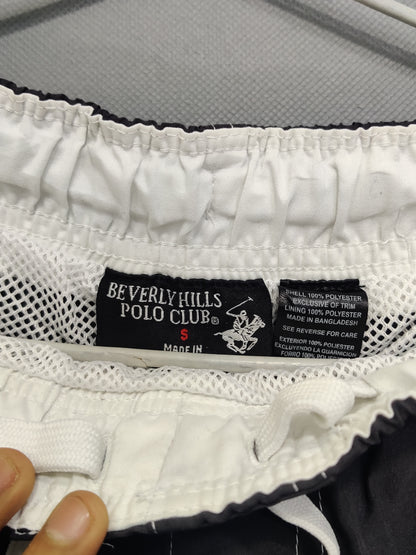 BEVERLY HILLS
POLO CLUB®
S
MADE IN
SHELL 100% POLYESTER
EXCLUSIVE OF TRIM
LINING 100% POLYESTER
MADE IN BANGLADESH
SEE REVERSE FOR CARE
EXTERIOR 100% POLYESTER
EXCLUYENDO LA GUARNICION
FORRO 100% POLYESTER